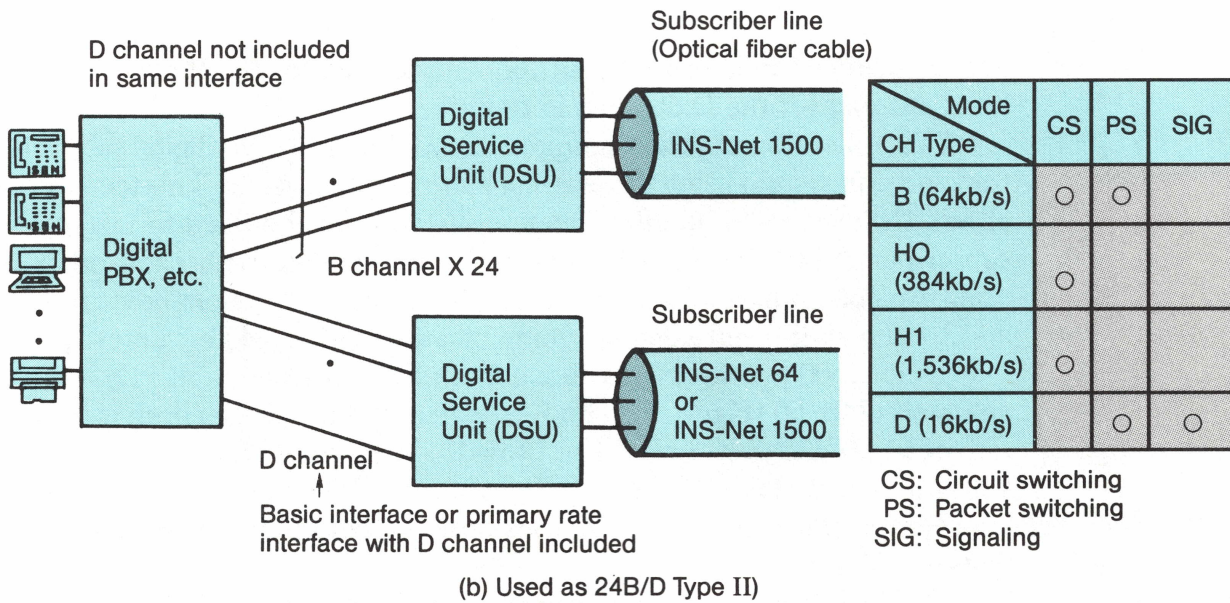 D channel not included
in same interface
Subscriber line
(Optical fiber cable)
Digital
PBX, etc.
Digital
Service
Unit (DSU)
INS-Net 1500
B channel X 24
Subscriber line
Digital
Service
Unit (DSU)
INS-Net 64
or
INS-Net 1500
D channel
Basic interface or primary rate
interface with D channel included
Mode
CH Type
CS PS SIG
B (64kb/s) ○ ○
HO
(384kb/s) ○
H1
(1,536kb/s) ○
D (16kb/s) ○ ○
CS: Circuit switching
PS: Packet switching
SIG: Signaling
(b) Used as 24B/D Type II)